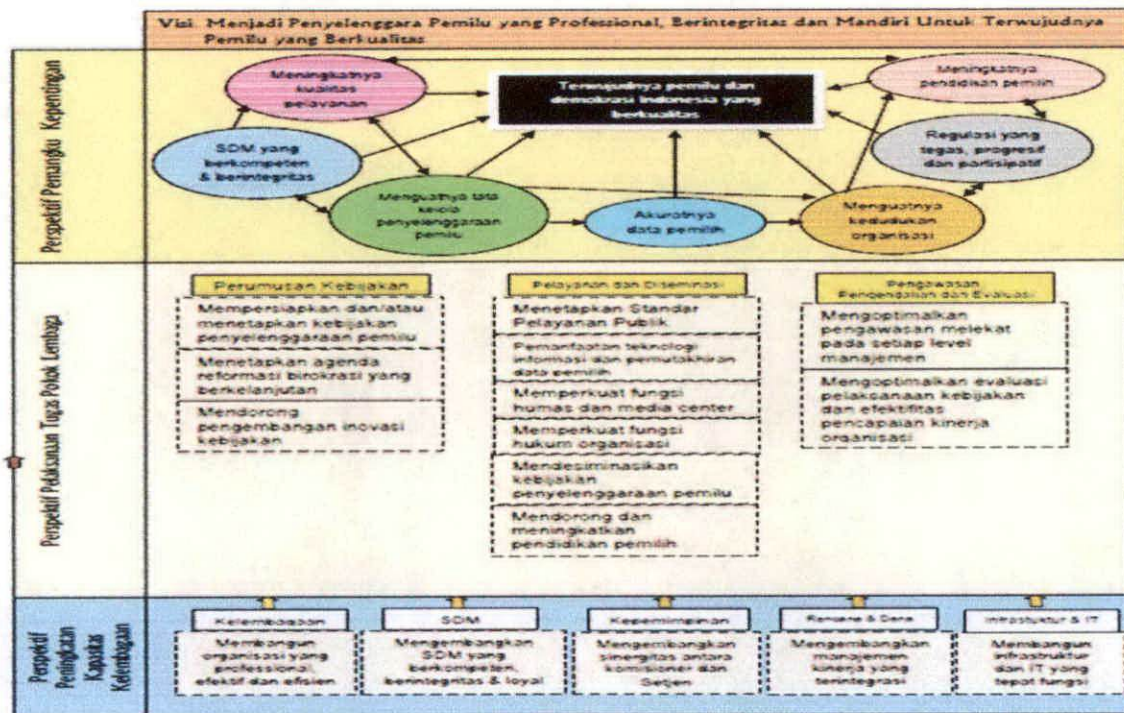 Visi Menjadi Penyelenggara Pemilu yang Professional, Berintegritas dan Mandiri Untuk Terwujudnya
Pemilu yang Berkualitas
Perspektif Pemangku Kepentingan
Meningkatnya
kualitas
pelayanan
Terwujudnya pemilu dan
demokrasi Indonesia yang
berkualitas
Meningkatnya
pendidikan pemilih
SDM yang
berkompeten
& berintegritas
Regulasi yang
tegas, progresif
dan partisipatif
Menguatnya tata
kelola
penyelenggaraan
pemilu
Akuratnya
data pemilih
Menguatnya
kedudukan
organisasi
Perspektif Pelaksanaan Tugas Pokok Lembaga
Perumusan Kebijakan
Mempersiapkan dan/atau
menetapkan kebijakan
penyelenggaraan pemilu
Menetapkan agenda
reformasi birokrasi yang
berkelanjutan
Mendorong
pengembangan inovasi
kebijakan
Pelayanan dan Diseminasi
Menetapkan Standar
Pelayanan Publik
Pemanfaatan teknologi
informasi dan pemutakhiran
data pemilih
Memperkuat fungsi
humas dan media center
Memperkuat fungsi
hukum organisasi
Mendesiminasikan
kebijakan
penyelenggaraan pemilu
Mendorong dan
meningkatkan
pendidikan pemilih
Pengawasan
Pengendalian dan Evaluasi
Mengoptimalkan
pengawasan melekat
pada setiap level
manajemen
Mengoptimalkan evaluasi
pelaksanaan kebijakan
dan efektifitas
pencapaian kinerja
organisasi
Perspektif
Peningkatan
Kapasitas
Kelembagaan
Kelembagaan
Membangun
organisasi yang
professional,
efektif dan efisien
SDM
Mengembangkan
SDM yang
berkompeten,
berintegritas & loyal
Kepemimpinan
Mengembangkan
sinergitas antara
komisioner dan
Setjen
Rencana & Dana
Mengembangkan
manajemen
kinerja yang
terintegrasi
Infrastuktur & IT
Membangun
infrastruktur
dan IT yang
tepat fungsi